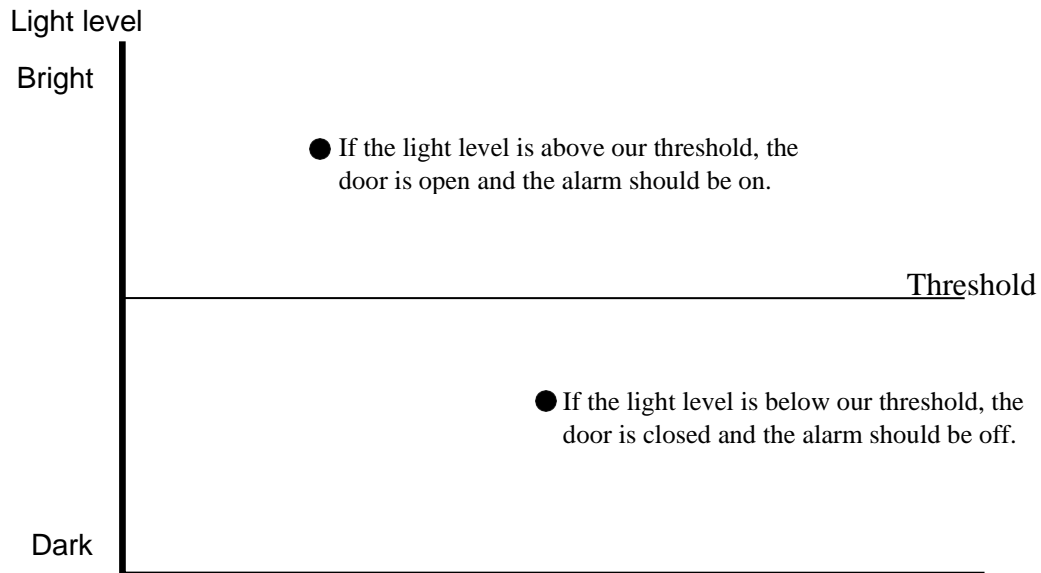 Light level
Bright
If the light level is above our threshold, the
door is open and the alarm should be on.
Threshold
If the light level is below our threshold, the
door is closed and the alarm should be off.
Dark